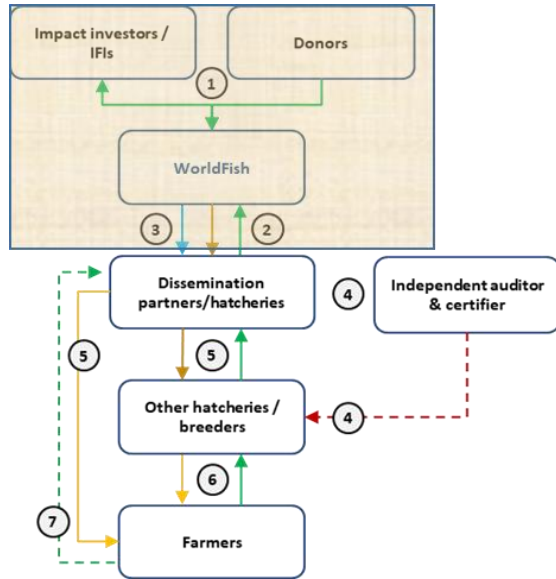 Impact investors /
IFIs
Donors
1
WorldFish
3
2
Dissemination
partners/hatcheries
4
Independent auditor
& certifier
5
5
Other hatcheries /
breeders
4
6
7
Farmers